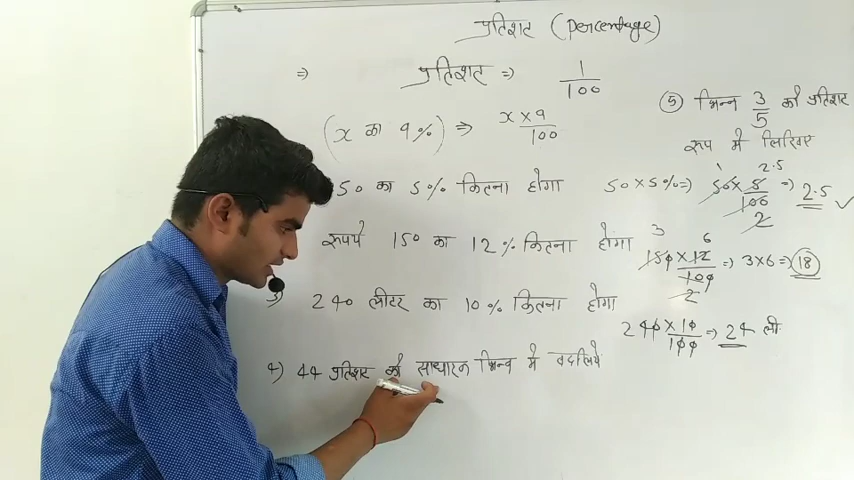 प्रतिशत (Percentage)
⇒ प्रतिशत ⇒ 1/100
(x का 9%) ⇒ x×9/100
50 का 5% कितना होगा 50×5%⇒ 50×5/100 ⇒ 2.5 ✓
रूपये 150 का 12% कितना होगा 150×12/100 ⇒ 3×6 ⇒ 18
3) 240 लीटर का 10% कितना होगा 240×10/100 ⇒ 24 ली
4) 44 प्रतिशत को साधारन भिन्न में बदलिये
5 भिन्न 3/5 को प्रतिशत
रूप में लिखिए